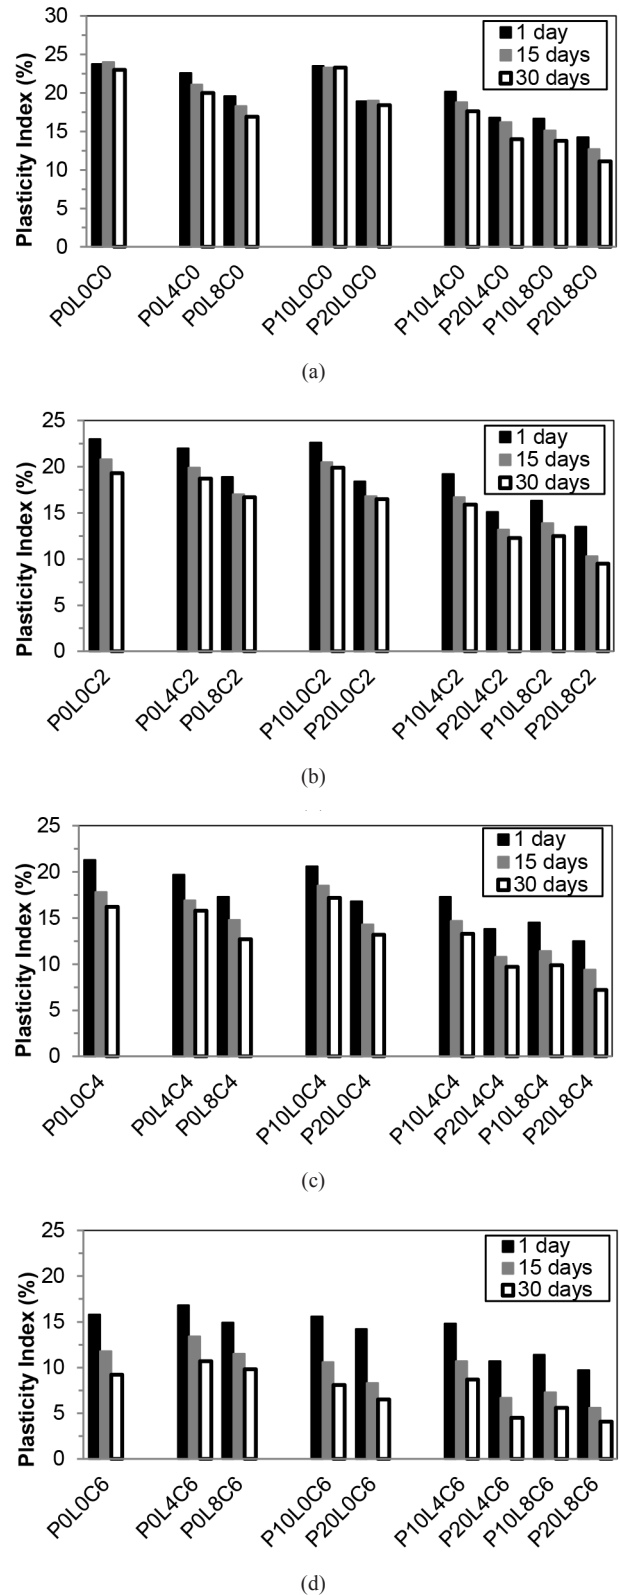 30
25
20
15
10
5
0
Plasticity Index (%)
1 day
15 days
30 days
P0L0C0
P0L4C0
P0L8C0
P10L0C0
P20L0C0
P10L4C0
P20L4C0
P10L8C0
P20L8C0
(a)
25
20
15
10
5
0
Plasticity Index (%)
1 day
15 days
30 days
P0L0C2
P0L4C2
P0L8C2
P10L0C2
P20L0C2
P10L4C2
P20L4C2
P10L8C2
P20L8C2
(b)
25
20
15
10
5
0
Plasticity Index (%)
1 day
15 days
30 days
P0L0C4
P0L4C4
P0L8C4
P10L0C4
P20L0C4
P10L4C4
P20L4C4
P10L8C4
P20L8C4
(c)
25
20
15
10
5
0
Plasticity Index (%)
1 day
15 days
30 days
P0L0C6
P0L4C6
P0L8C6
P10L0C6
P20L0C6
P10L4C6
P20L4C6
P10L8C6
P20L8C6
(d)